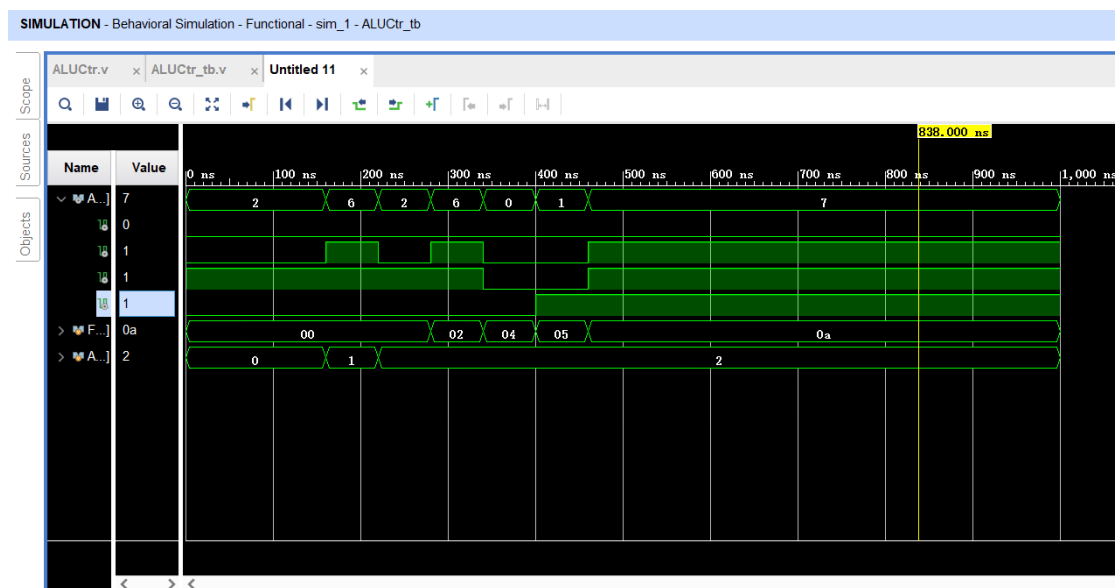 SIMULATION - Behavioral Simulation - Functional - sim_1 - ALUCtr_tb
ALUCtr.v × ALUCtr_tb.v × Untitled 11 ×
Scope
Sources
Objects
838.000 ns
Name Value
0 ns 100 ns 200 ns 300 ns 400 ns 500 ns 600 ns 700 ns 800 ns 900 ns 1,000 ns
A...] 7 2 6 2 6 0 1 7
0
1
1
1
F...] 0a 00 02 04 05 0a
A...] 2 0 1 2